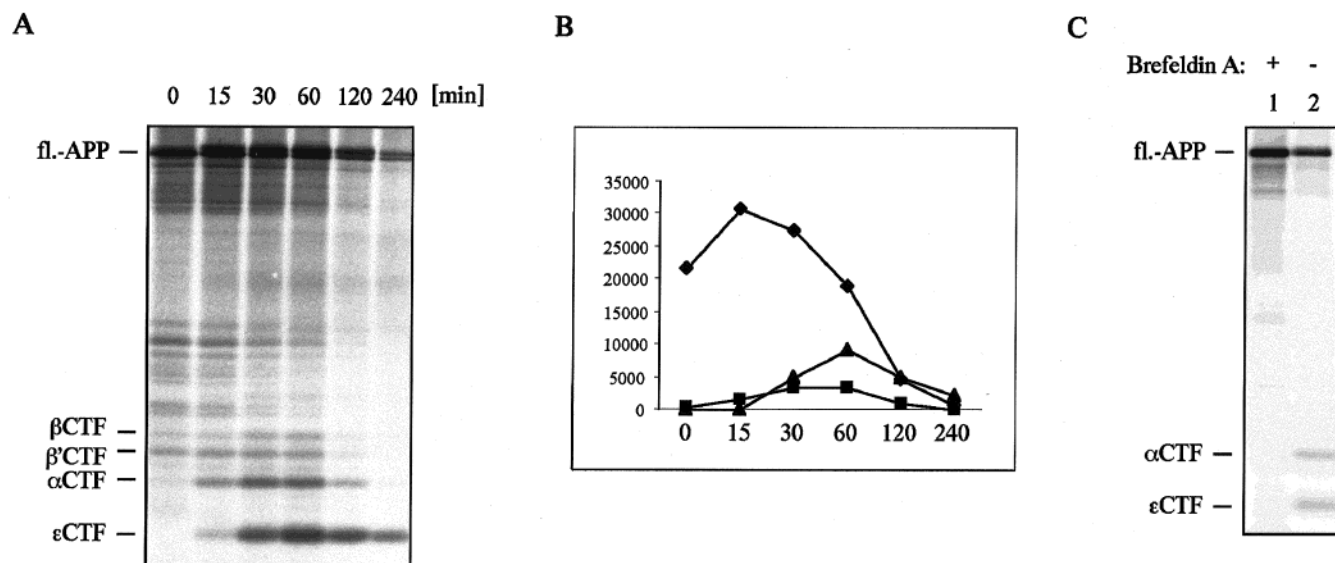 A
0 15 30 60 120 240 [min]
fl.-APP
βCTF
β'CTF
αCTF
εCTF
B
35000
30000
25000
20000
15000
10000
5000
0
0 15 30 60 120 240
C
Brefeldin A: + -
1 2
fl.-APP
αCTF
εCTF